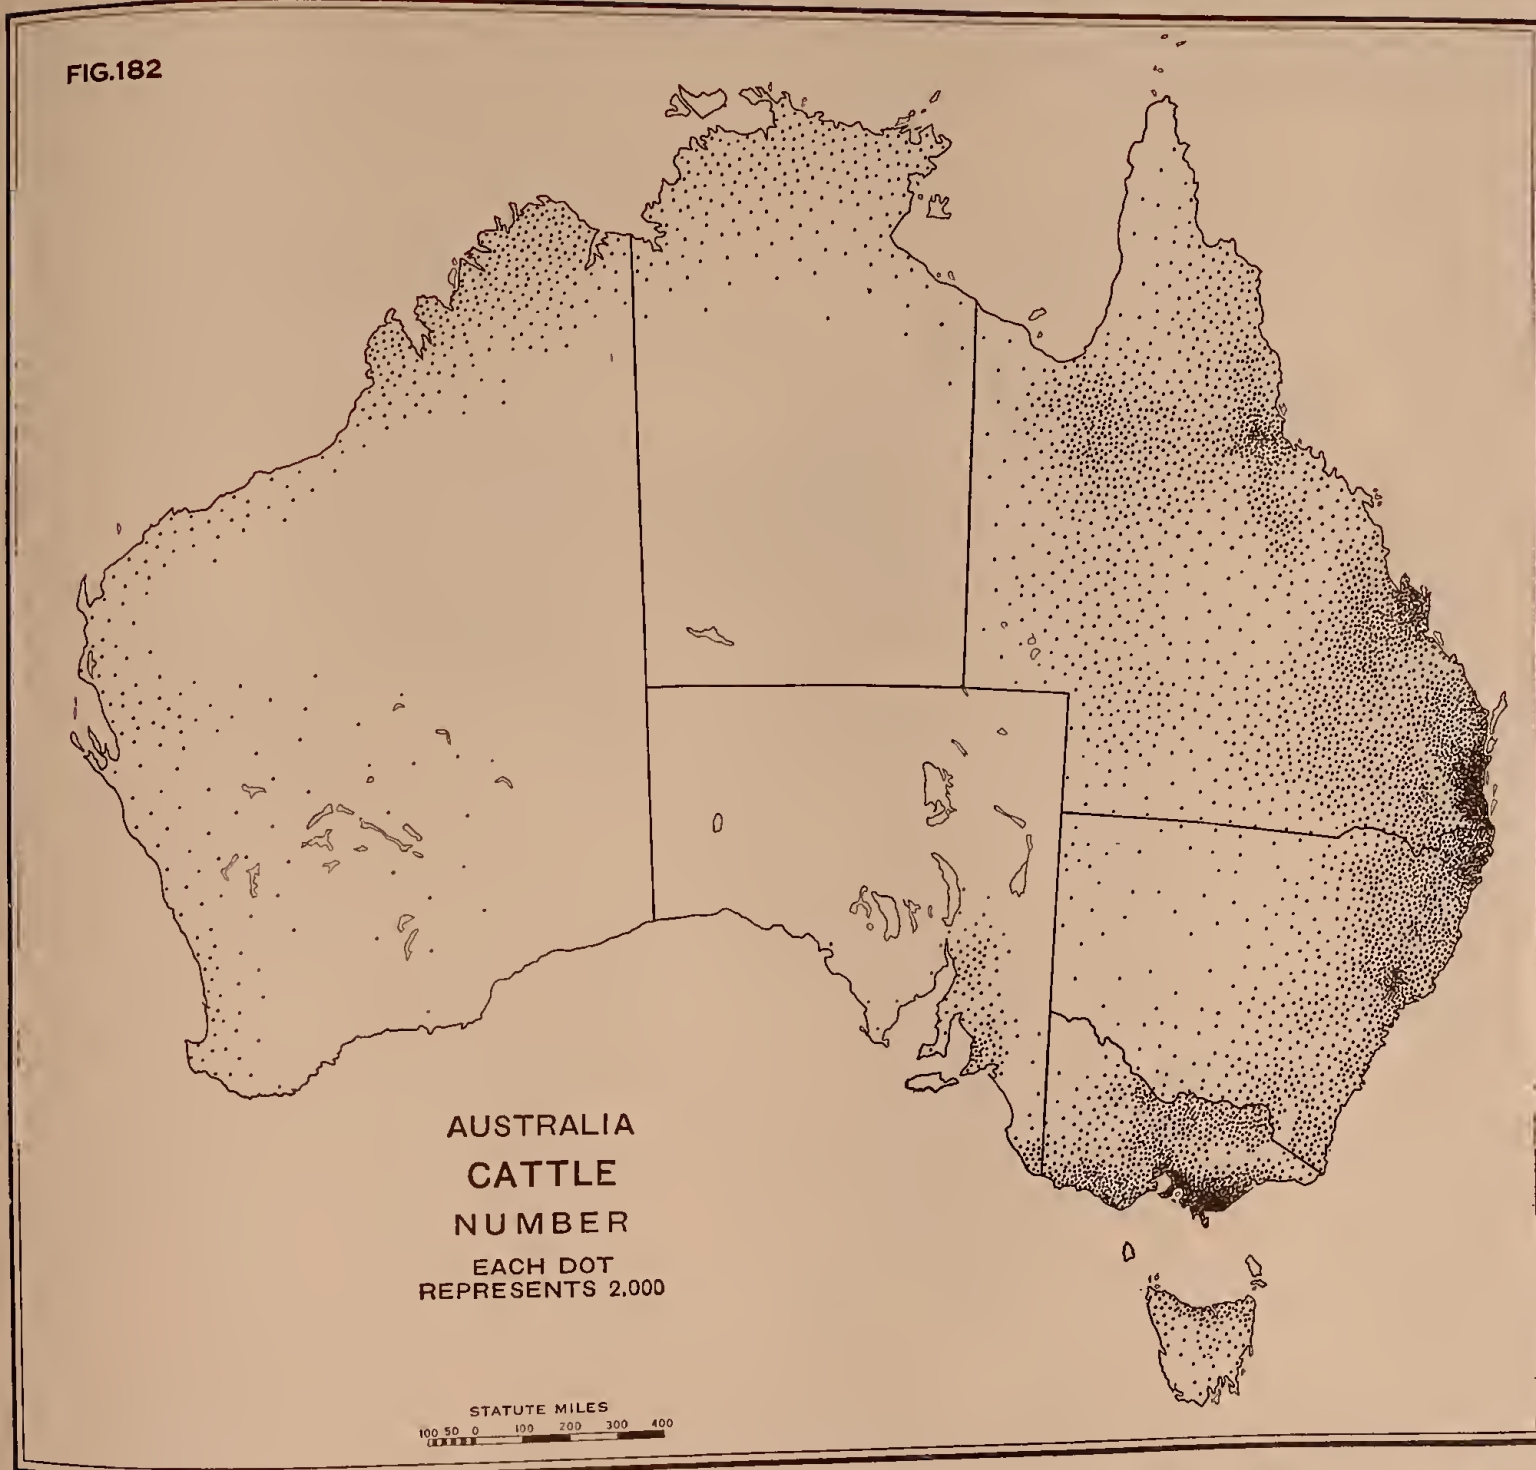 FIG.182
AUSTRALIA
CATTLE
NUMBER
EACH DOT
REPRESENTS 2.000
STATUTE MILES
100 50 0 100 200 300 400